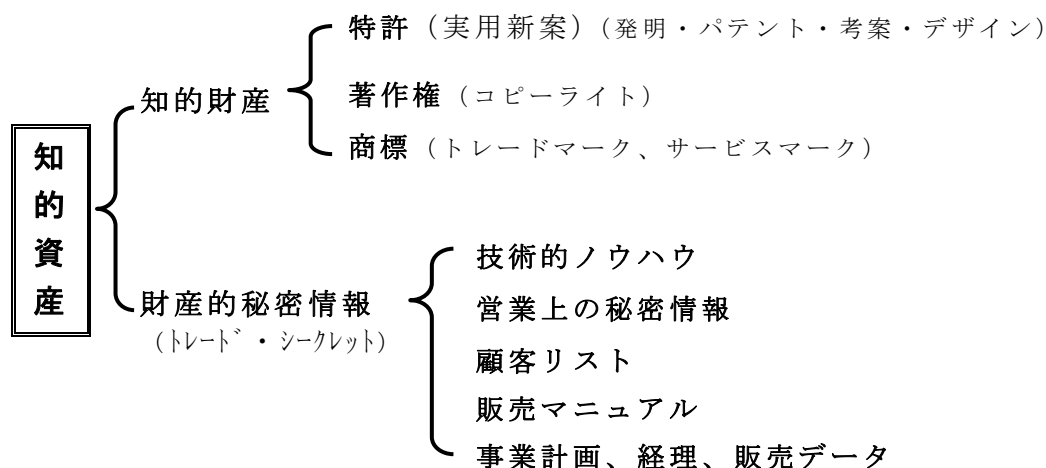 知的資産
知的財産
特許（実用新案）（発明・パテント・考案・デザイン）
著作権（コピーライト）
商標（トレードマーク、サービスマーク）
財産的秘密情報
（ﾄﾚｰﾄﾞ・ｼｰｸﾚｯﾄ）
技術的ノウハウ
営業上の秘密情報
顧客リスト
販売マニュアル
事業計画、経理、販売データ